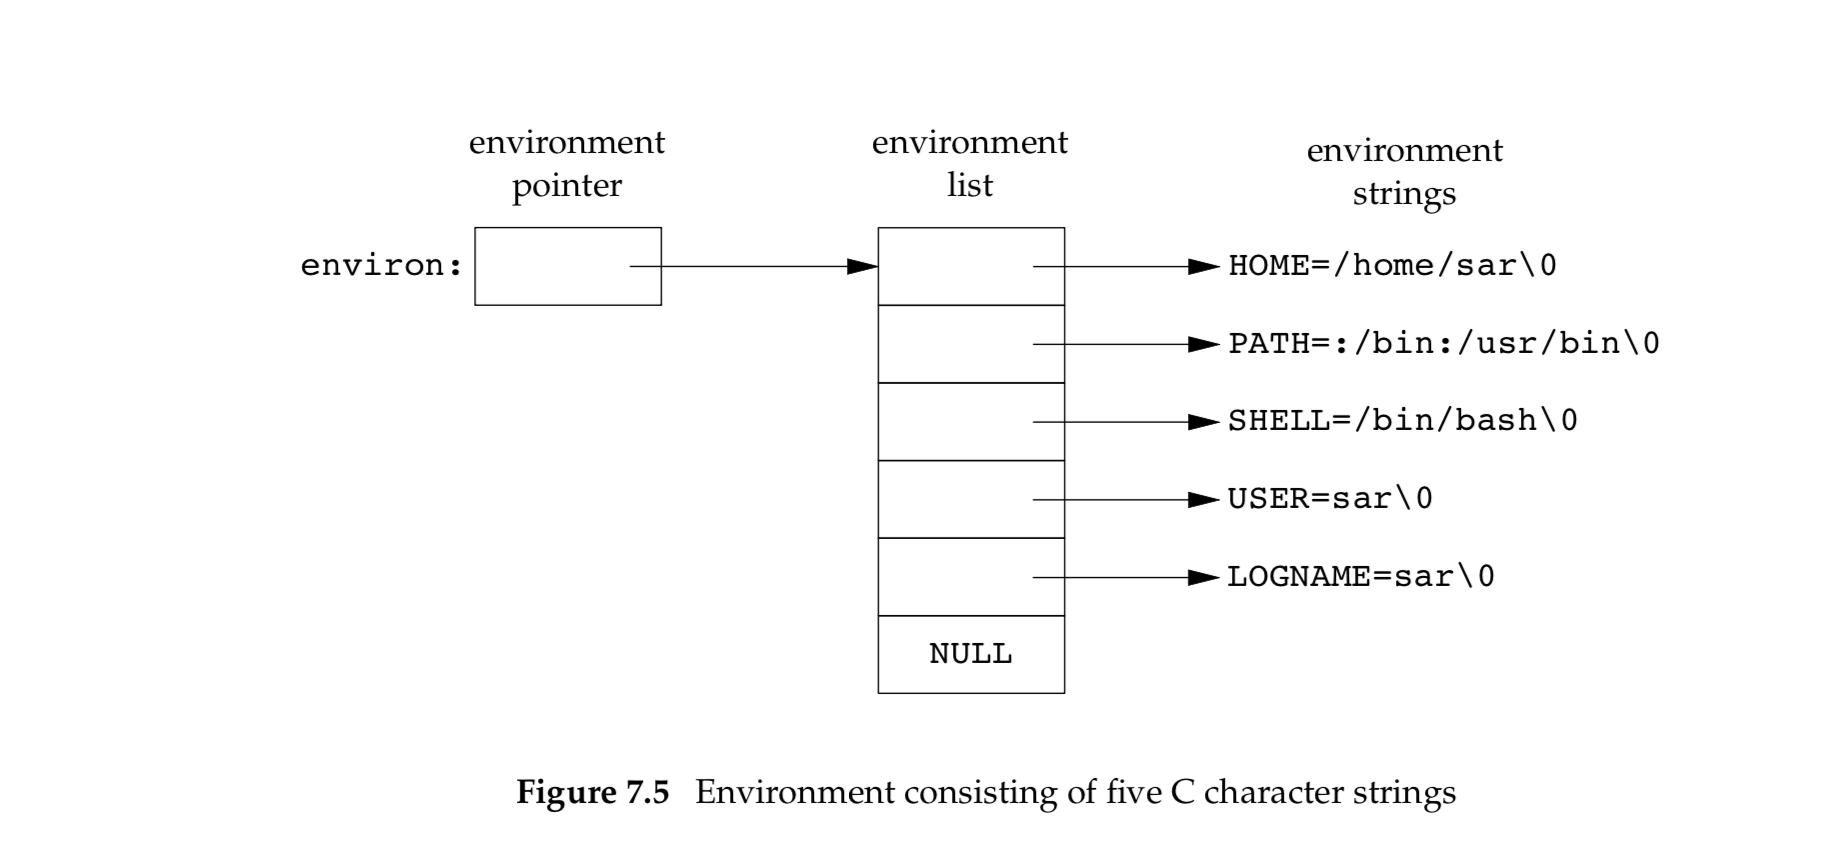 environment
pointer
environment
list
environment
strings
environ:
HOME=/home/sar\0
PATH=:/bin:/usr/bin\0
SHELL=/bin/bash\0
USER=sar\0
LOGNAME=sar\0
NULL
Figure 7.5 Environment consisting of five C character strings